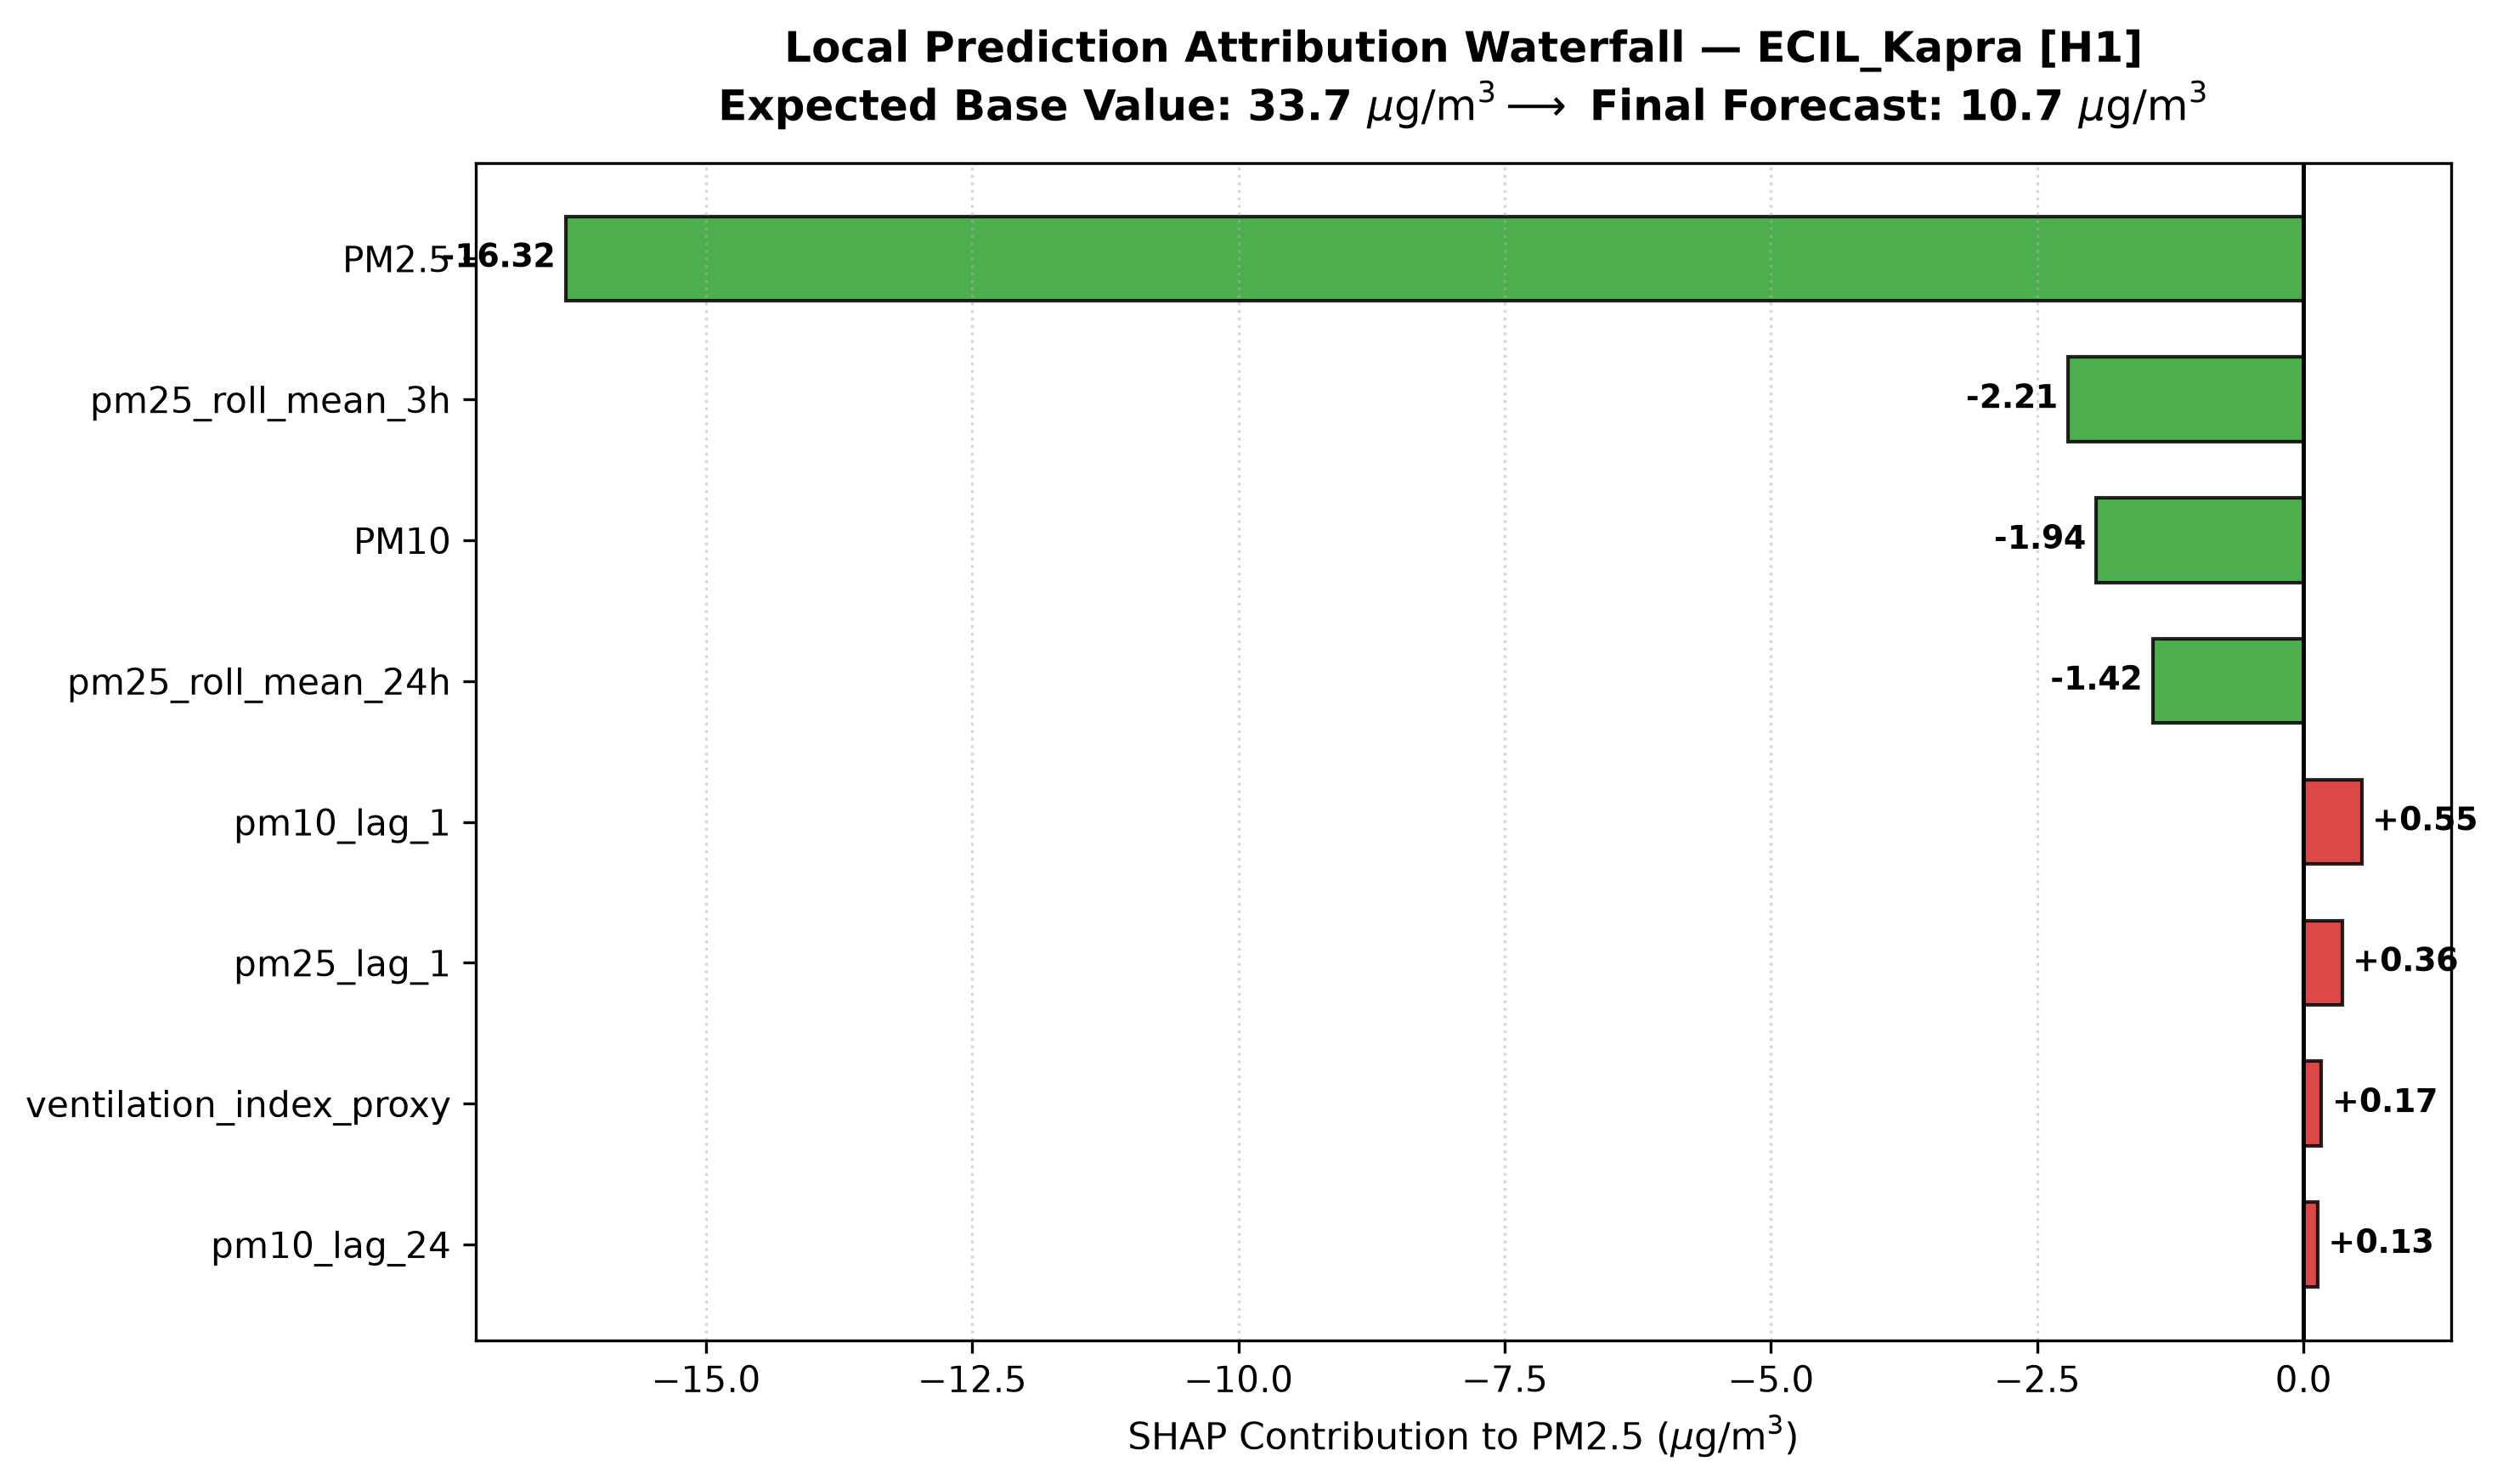 Local Prediction Attribution Waterfall — ECIL_Kapra [H1]
Expected Base Value: 33.7 μg/m³ ⟶ Final Forecast: 10.7 μg/m³
PM2.5 -16.32
pm25_roll_mean_3h -2.21
PM10 -1.94
pm25_roll_mean_24h -1.42
pm10_lag_1 +0.55
pm25_lag_1 +0.36
ventilation_index_proxy +0.17
pm10_lag_24 +0.13
−15.0 −12.5 −10.0 −7.5 −5.0 −2.5 0.0
SHAP Contribution to PM2.5 (μg/m³)